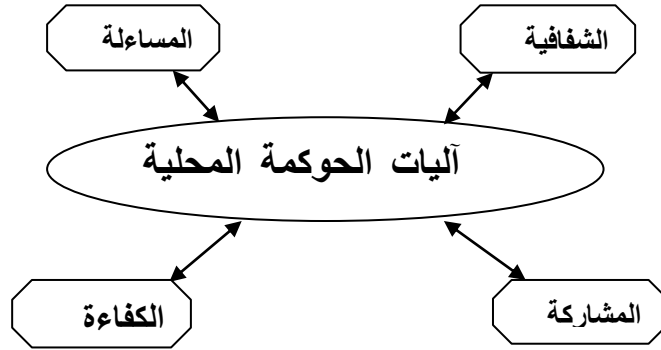 الشفافية
المساءلة
آليات الحوكمة المحلية
المشاركة
الكفاءة